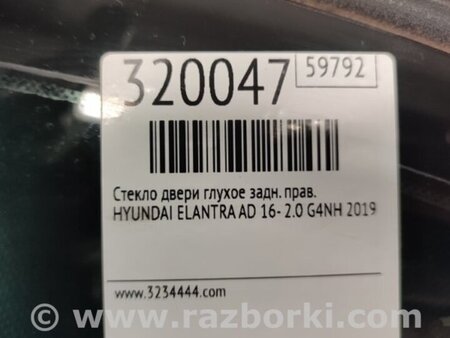 320047
59792
Стекло двери глухое задн. прав.
HYUNDAI ELANTRA AD 16- 2.0 G4NH 2019
www.3234444.com
© www.razborki.com